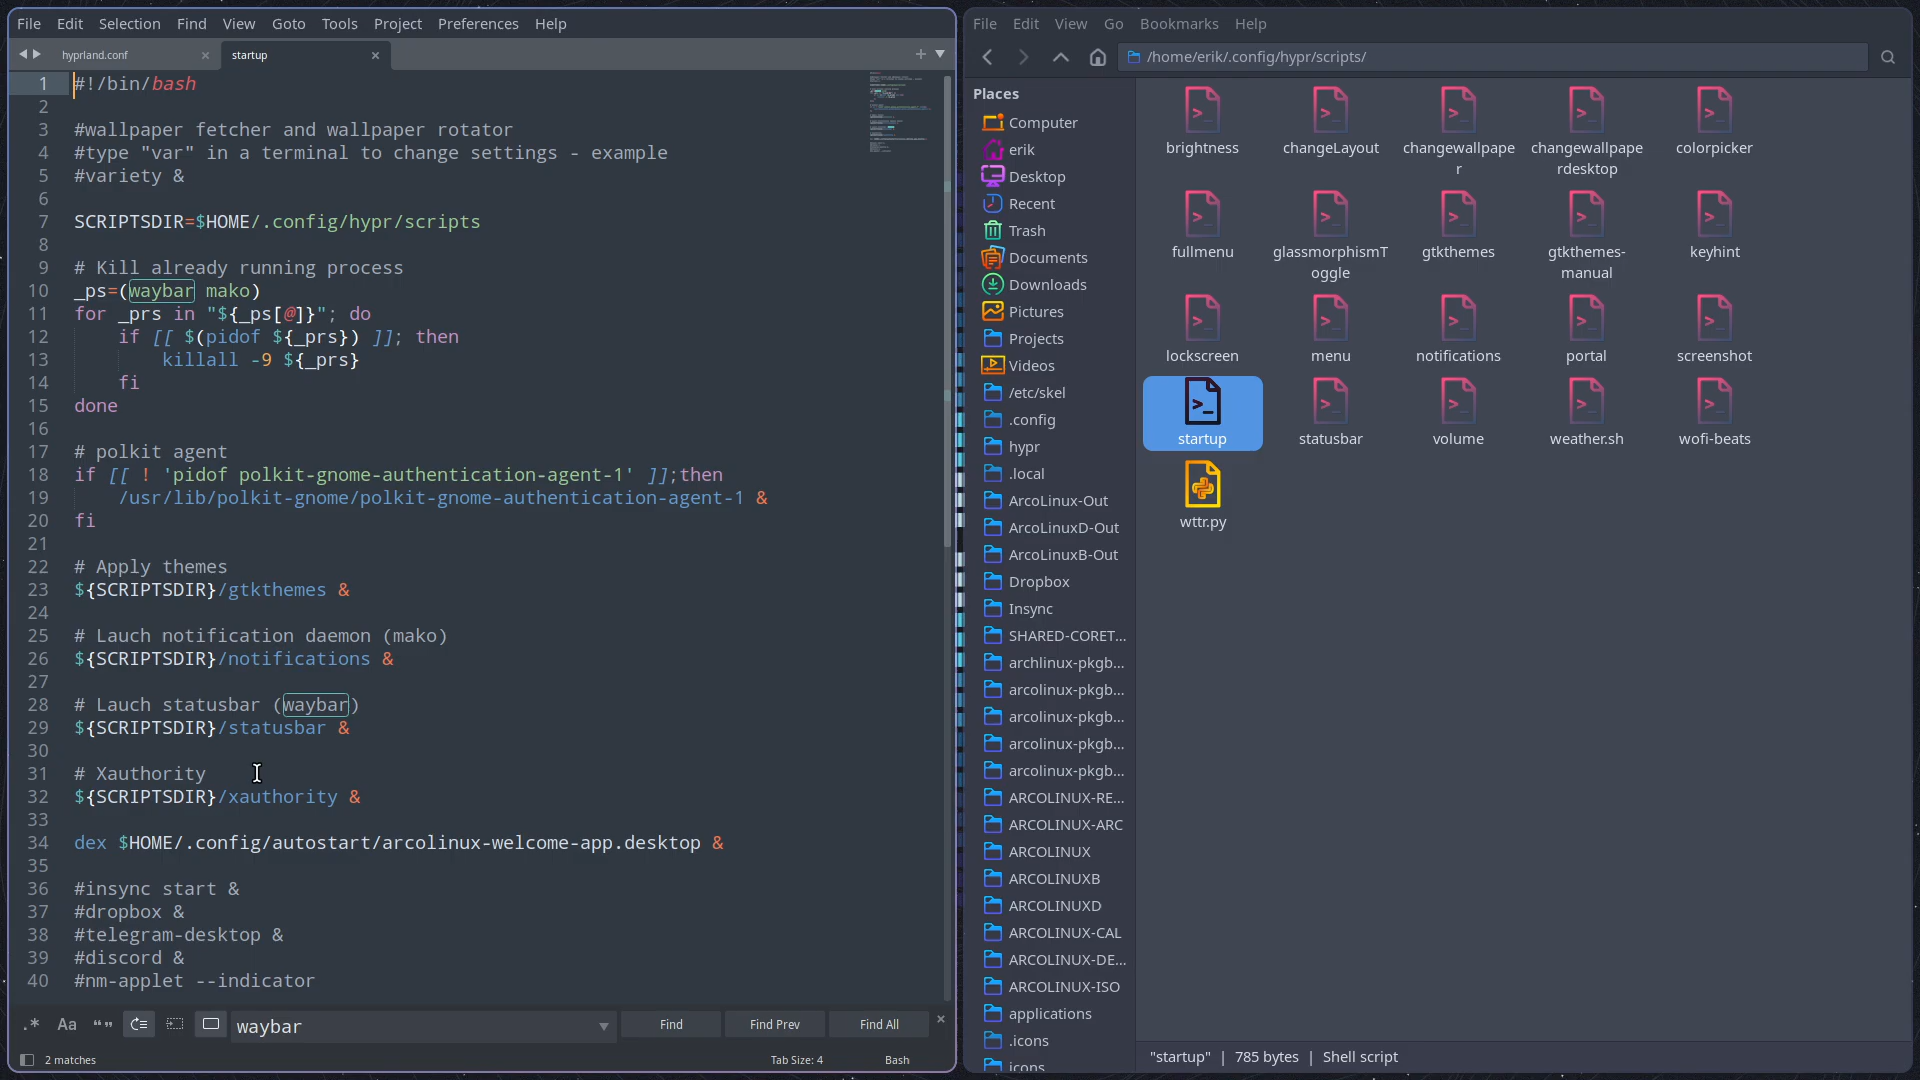 File Edit Selection Find View Goto Tools Project Preferences Help
hyprland.conf × startup ×
1 #!/bin/bash
2
3 #wallpaper fetcher and wallpaper rotator
4 #type "var" in a terminal to change settings - example
5 #variety &
6
7 SCRIPTSDIR=$HOME/.config/hypr/scripts
8
9 # Kill already running process
10 _ps=(waybar mako)
11 for _prs in "${_ps[@]}"; do
12     if [[ $(pidof ${_prs}) ]]; then
13         killall -9 ${_prs}
14     fi
15 done
16
17 # polkit agent
18 if [[ ! 'pidof polkit-gnome-authentication-agent-1' ]];then
19     /usr/lib/polkit-gnome/polkit-gnome-authentication-agent-1 &
20 fi
21
22 # Apply themes
23 ${SCRIPTSDIR}/gtkthemes &
24
25 # Lauch notification daemon (mako)
26 ${SCRIPTSDIR}/notifications &
27
28 # Lauch statusbar (waybar)
29 ${SCRIPTSDIR}/statusbar &
30
31 # Xauthority
32 ${SCRIPTSDIR}/xauthority &
33
34 dex $HOME/.config/autostart/arcolinux-welcome-app.desktop &
35
36 #insync start &
37 #dropbox &
38 #telegram-desktop &
39 #discord &
40 #nm-applet --indicator
.* Aa waybar Find Find Prev Find All ×
2 matches Tab Size: 4 Bash
File Edit View Go Bookmarks Help
/home/erik/.config/hypr/scripts/
Places
Computer
erik
Desktop
Recent
Trash
Documents
Downloads
Pictures
Projects
Videos
/etc/skel
.config
hypr
.local
ArcoLinux-Out
ArcoLinuxD-Out
ArcoLinuxB-Out
Dropbox
Insync
SHARED-CORET...
archlinux-pkgb...
arcolinux-pkgb...
arcolinux-pkgb...
arcolinux-pkgb...
arcolinux-pkgb...
ARCOLINUX-RE...
ARCOLINUX-ARC
ARCOLINUX
ARCOLINUXB
ARCOLINUXD
ARCOLINUX-CAL
ARCOLINUX-DE...
ARCOLINUX-ISO
applications
.icons
icons
brightness changeLayout changewallpape changewallpape colorpicker
r rdesktop
fullmenu glassmorphismT gtkthemes gtkthemes- keyhint
oggle manual
lockscreen menu notifications portal screenshot
startup statusbar volume weather.sh wofi-beats
wttr.py
"startup" | 785 bytes | Shell script